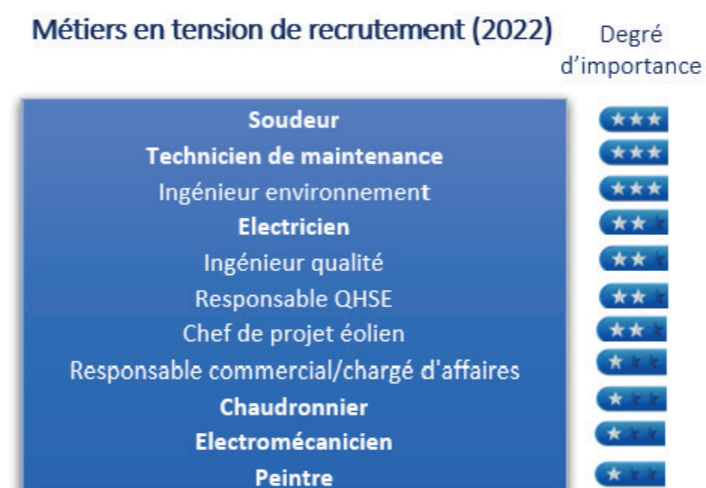 Métiers en tension de recrutement (2022)
Degré
d'importance
Soudeur
Technicien de maintenance
Ingénieur environnement
Electricien
Ingénieur qualité
Responsable QHSE
Chef de projet éolien
Responsable commercial/chargé d'affaires
Chaudronnier
Electromécanicien
Peintre